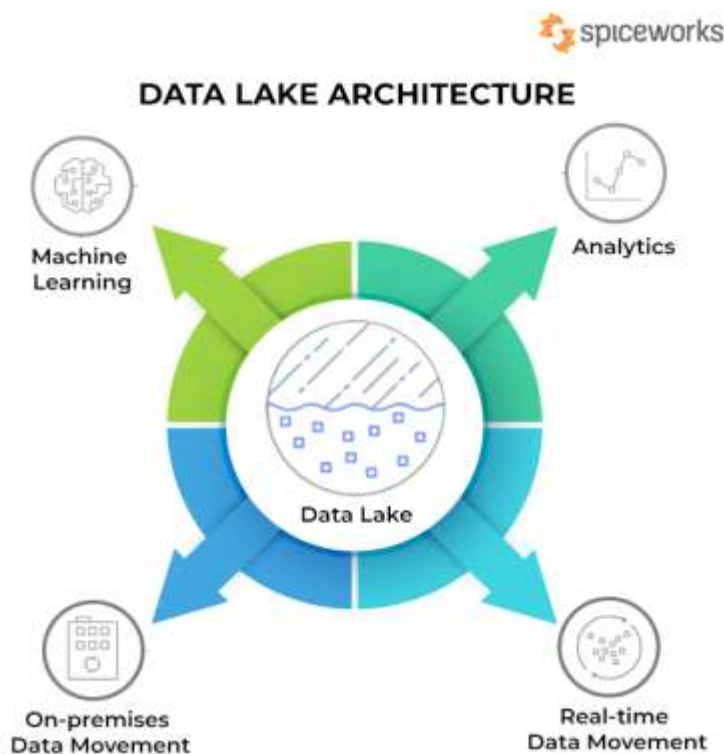 spiceworks
DATA LAKE ARCHITECTURE
Machine
Learning
Analytics
Data Lake
On-premises
Data Movement
Real-time
Data Movement